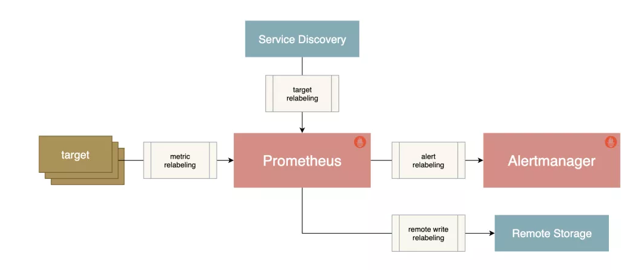 Service Discovery
target
relabeling
target
metric
relabeling
Prometheus
alert
relabeling
Alertmanager
remote write
relabeling
Remote Storage